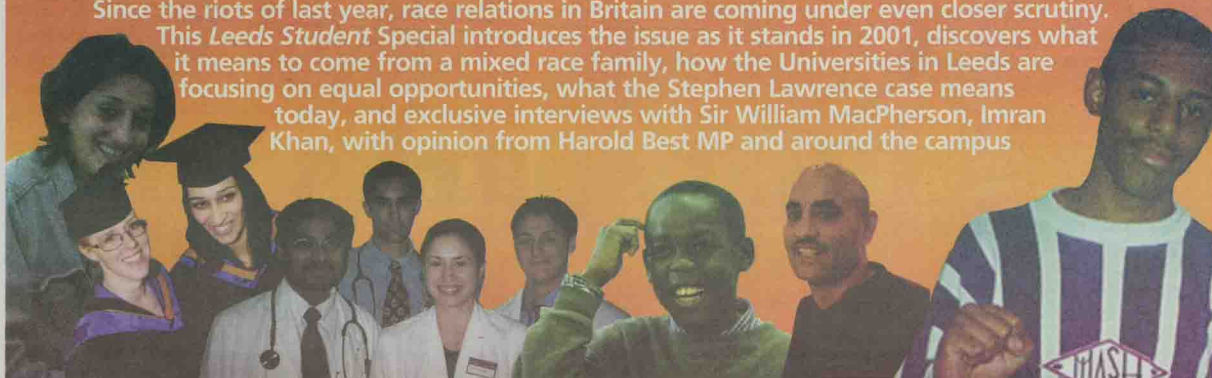 Since the riots of last year, race relations in Britain are coming under even closer scrutiny.
This Leeds Student Special introduces the issue as it stands in 2001, discovers what
it means to come from a mixed race family, how the Universities in Leeds are
focusing on equal opportunities, what the Stephen Lawrence case means
today, and exclusive interviews with Sir William MacPherson, Imran
Khan, with opinion from Harold Best MP and around the campus